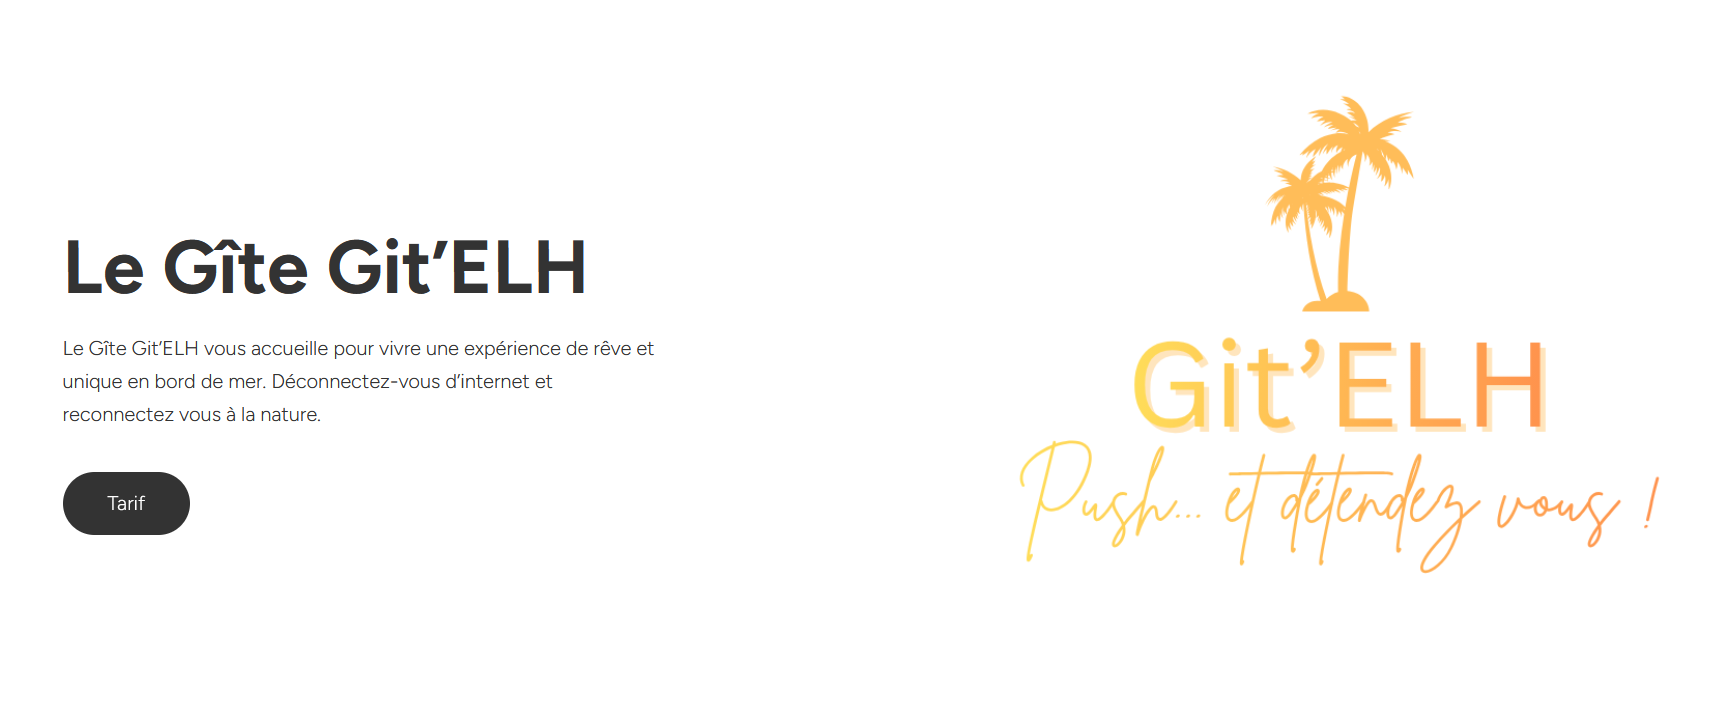 Le Gîte Git’ELH
Le Gîte Git’ELH vous accueille pour vivre une expérience de rêve et
unique en bord de mer. Déconnectez-vous d’internet et
reconnectez vous à la nature.
Tarif
Git’ELH
Push... et détendez vous !